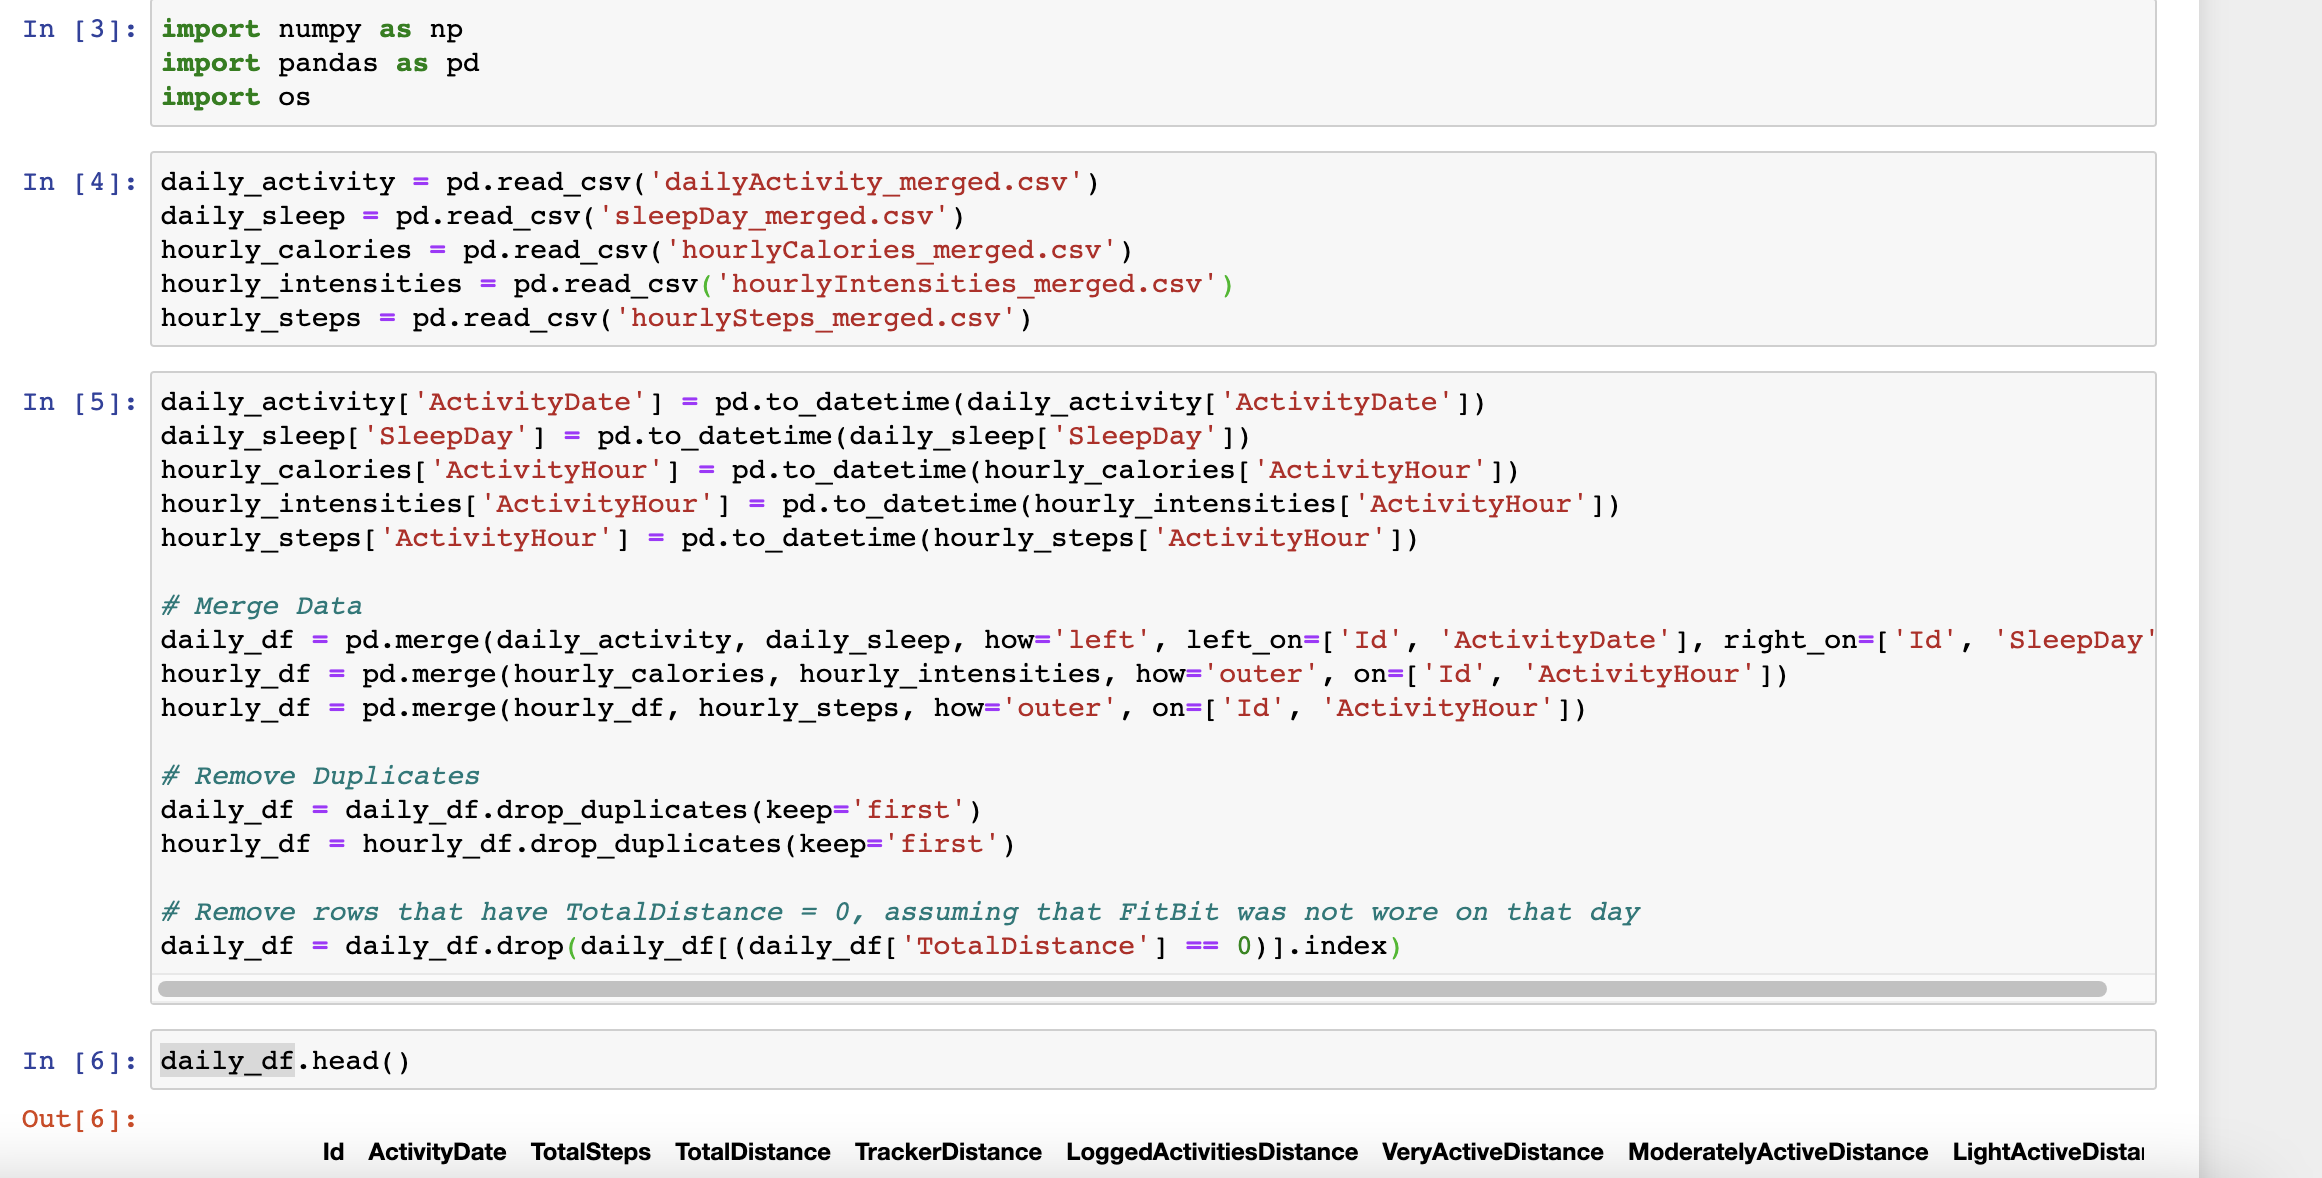 In [3]: import numpy as np
import pandas as pd
import os
In [4]: daily_activity = pd.read_csv('dailyActivity_merged.csv')
daily_sleep = pd.read_csv('sleepDay_merged.csv')
hourly_calories = pd.read_csv('hourlyCalories_merged.csv')
hourly_intensities = pd.read_csv('hourlyIntensities_merged.csv')
hourly_steps = pd.read_csv('hourlySteps_merged.csv')
In [5]: daily_activity['ActivityDate'] = pd.to_datetime(daily_activity['ActivityDate'])
daily_sleep['SleepDay'] = pd.to_datetime(daily_sleep['SleepDay'])
hourly_calories['ActivityHour'] = pd.to_datetime(hourly_calories['ActivityHour'])
hourly_intensities['ActivityHour'] = pd.to_datetime(hourly_intensities['ActivityHour'])
hourly_steps['ActivityHour'] = pd.to_datetime(hourly_steps['ActivityHour'])
# Merge Data
daily_df = pd.merge(daily_activity, daily_sleep, how='left', left_on=['Id', 'ActivityDate'], right_on=['Id', 'SleepDay'
hourly_df = pd.merge(hourly_calories, hourly_intensities, how='outer', on=['Id', 'ActivityHour'])
hourly_df = pd.merge(hourly_df, hourly_steps, how='outer', on=['Id', 'ActivityHour'])
# Remove Duplicates
daily_df = daily_df.drop_duplicates(keep='first')
hourly_df = hourly_df.drop_duplicates(keep='first')
# Remove rows that have TotalDistance = 0, assuming that FitBit was not wore on that day
daily_df = daily_df.drop(daily_df[(daily_df['TotalDistance'] == 0)].index)
In [6]: daily_df.head()
Out[6]:
Id ActivityDate TotalSteps TotalDistance TrackerDistance LoggedActivitiesDistance VeryActiveDistance ModeratelyActiveDistance